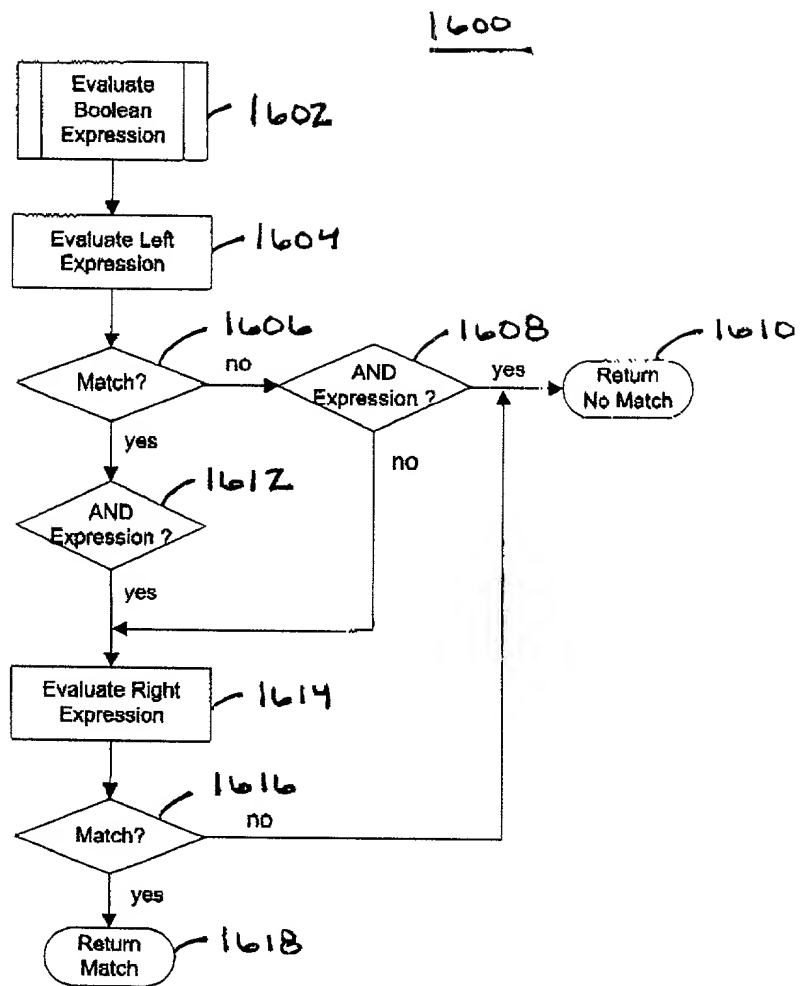 1600
Evaluate
Boolean
Expression
1602
Evaluate Left
Expression
1604
1606
Match?
no
1608
AND
Expression ?
yes
1610
Return
No Match
yes
no
1612
AND
Expression ?
yes
Evaluate Right
Expression
1614
1616
Match?
no
yes
Return
Match
1618